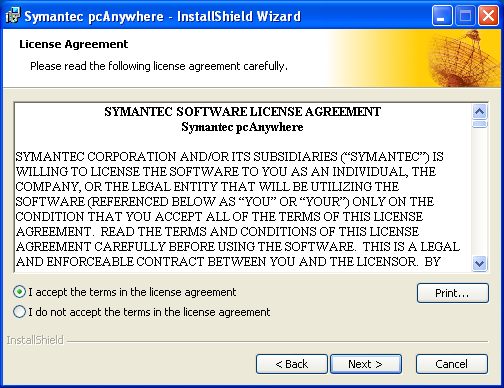 Symantec pcAnywhere - InstallShield Wizard
License Agreement
Please read the following license agreement carefully.
SYMANTEC SOFTWARE LICENSE AGREEMENT
Symantec pcAnywhere
SYMANTEC CORPORATION AND/OR ITS SUBSIDIARIES (“SYMANTEC”) IS
WILLING TO LICENSE THE SOFTWARE TO YOU AS AN INDIVIDUAL, THE
COMPANY, OR THE LEGAL ENTITY THAT WILL BE UTILIZING THE
SOFTWARE (REFERENCED BELOW AS “YOU” OR “YOUR”) ONLY ON THE
CONDITION THAT YOU ACCEPT ALL OF THE TERMS OF THIS LICENSE
AGREEMENT.  READ THE TERMS AND CONDITIONS OF THIS LICENSE
AGREEMENT CAREFULLY BEFORE USING THE SOFTWARE.  THIS IS A LEGAL
AND ENFORCEABLE CONTRACT BETWEEN YOU AND THE LICENSOR.  BY
I accept the terms in the license agreement
Print...
I do not accept the terms in the license agreement
InstallShield
< Back
Next >
Cancel